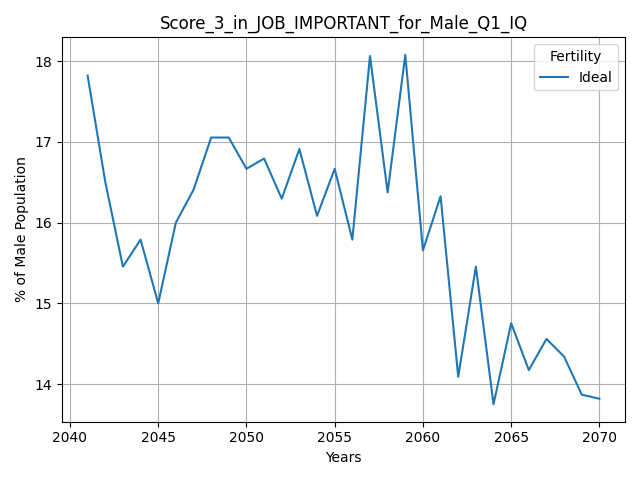 Score_3_in_JOB_IMPORTANT_for_Male_Q1_IQ
Fertility
Ideal
% of Male Population
18
17
16
15
14
2040 2045 2050 2055 2060 2065 2070
Years